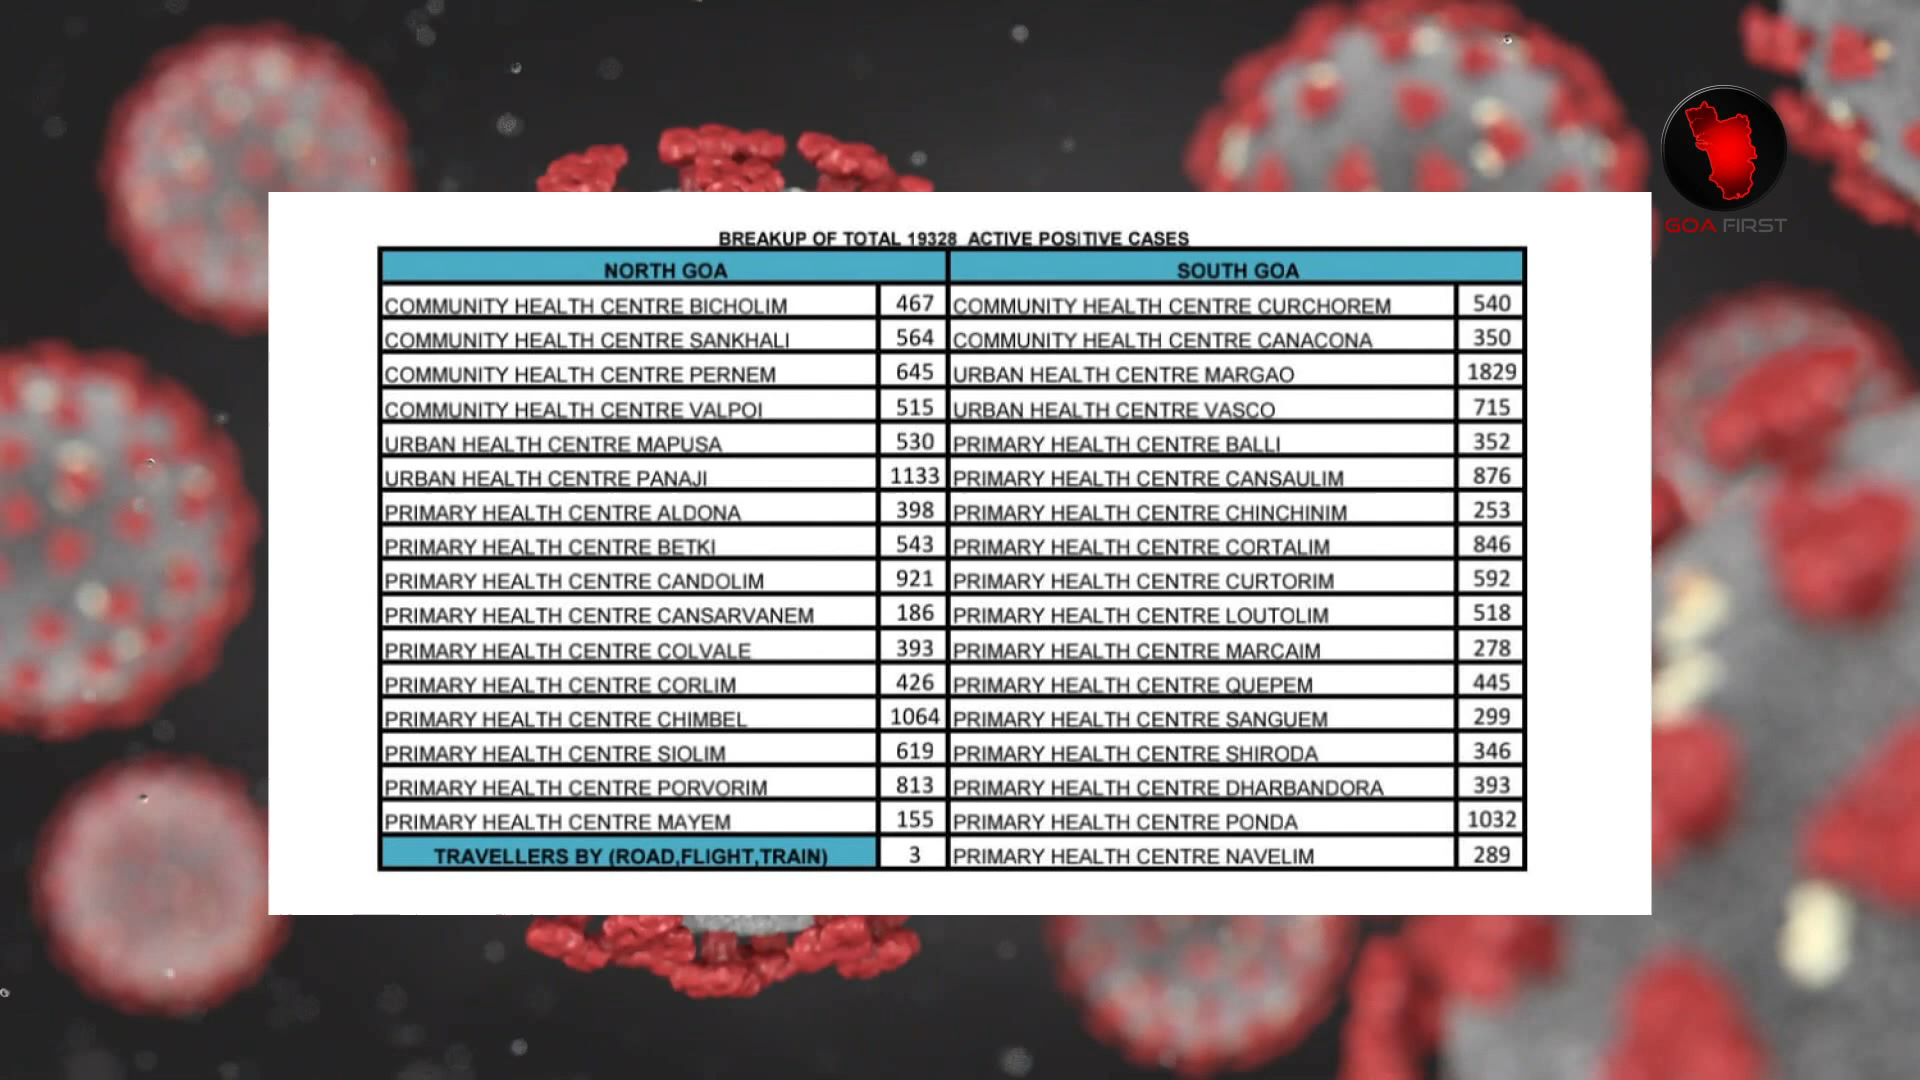 GOA FIRST
BREAKUP OF TOTAL 19328 ACTIVE POSITIVE CASES
NORTH GOA SOUTH GOA
COMMUNITY HEALTH CENTRE BICHOLIM 467 COMMUNITY HEALTH CENTRE CURCHOREM 540
COMMUNITY HEALTH CENTRE SANKHALI 564 COMMUNITY HEALTH CENTRE CANACONA 350
COMMUNITY HEALTH CENTRE PERNEM 645 URBAN HEALTH CENTRE MARGAO 1829
COMMUNITY HEALTH CENTRE VALPOI 515 URBAN HEALTH CENTRE VASCO 715
URBAN HEALTH CENTRE MAPUSA 530 PRIMARY HEALTH CENTRE BALLI 352
URBAN HEALTH CENTRE PANAJI 1133 PRIMARY HEALTH CENTRE CANSAULIM 876
PRIMARY HEALTH CENTRE ALDONA 398 PRIMARY HEALTH CENTRE CHINCHINIM 253
PRIMARY HEALTH CENTRE BETKI 543 PRIMARY HEALTH CENTRE CORTALIM 846
PRIMARY HEALTH CENTRE CANDOLIM 921 PRIMARY HEALTH CENTRE CURTORIM 592
PRIMARY HEALTH CENTRE CANSARVANEM 186 PRIMARY HEALTH CENTRE LOUTOLIM 518
PRIMARY HEALTH CENTRE COLVALE 393 PRIMARY HEALTH CENTRE MARCAIM 278
PRIMARY HEALTH CENTRE CORLIM 426 PRIMARY HEALTH CENTRE QUEPEM 445
PRIMARY HEALTH CENTRE CHIMBEL 1064 PRIMARY HEALTH CENTRE SANGUEM 299
PRIMARY HEALTH CENTRE SIOLIM 619 PRIMARY HEALTH CENTRE SHIRODA 346
PRIMARY HEALTH CENTRE PORVORIM 813 PRIMARY HEALTH CENTRE DHARBANDORA 393
PRIMARY HEALTH CENTRE MAYEM 155 PRIMARY HEALTH CENTRE PONDA 1032
TRAVELLERS BY (ROAD,FLIGHT,TRAIN) 3 PRIMARY HEALTH CENTRE NAVELIM 289